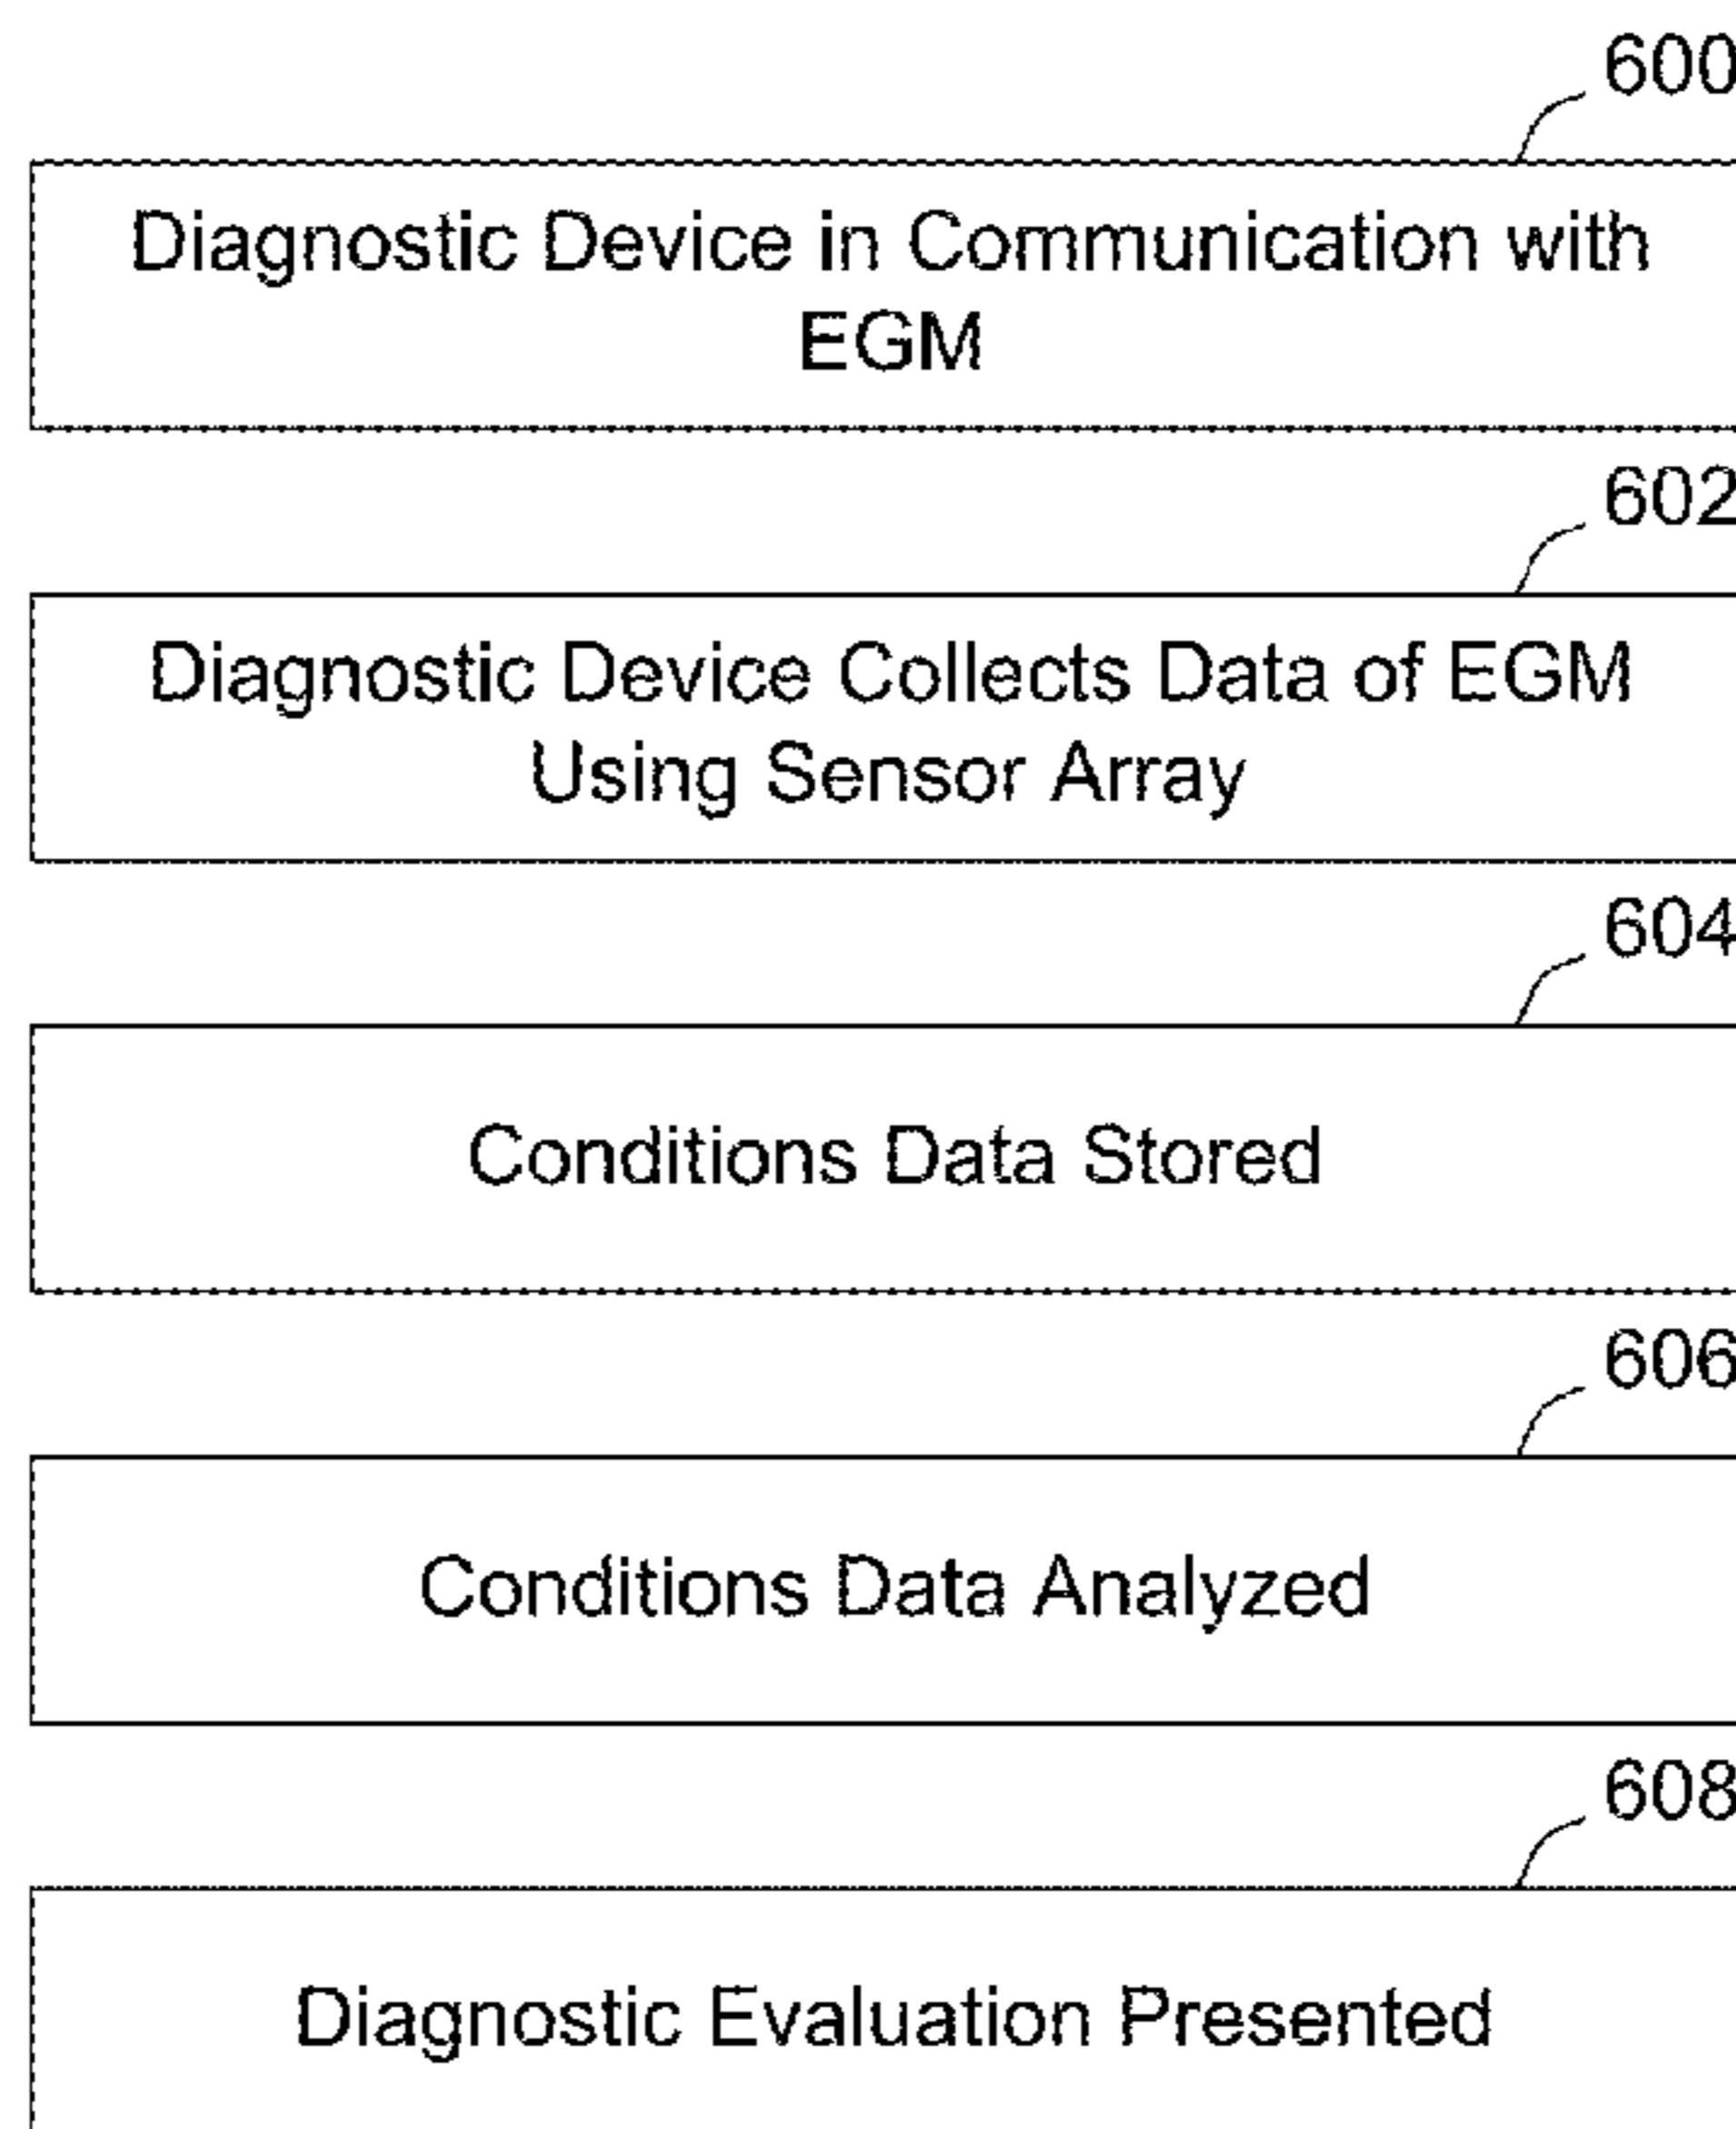 600
Diagnostic Device in Communication with
EGM
602
Diagnostic Device Collects Data of EGM
Using Sensor Array
604
Conditions Data Stored
606
Conditions Data Analyzed
608
Diagnostic Evaluation Presented